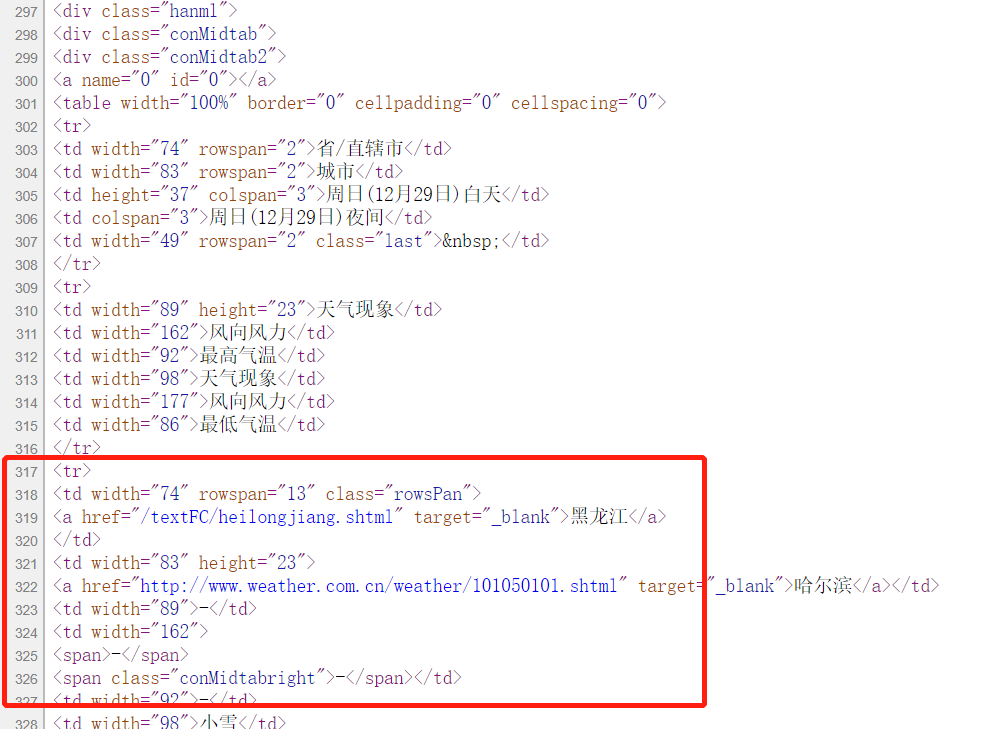 297 <div class="hanml">
298 <div class="conMidtab">
299 <div class="conMidtab2">
300 <a name="0" id="0"></a>
301 <table width="100%" border="0" cellpadding="0" cellspacing="0">
302 <tr>
303 <td width="74" rowspan="2">省/直辖市</td>
304 <td width="83" rowspan="2">城市</td>
305 <td height="37" colspan="3">周日(12月29日)白天</td>
306 <td colspan="3">周日(12月29日)夜间</td>
307 <td width="49" rowspan="2" class="last">&nbsp;</td>
308 </tr>
309 <tr>
310 <td width="89" height="23">天气现象</td>
311 <td width="162">风向风力</td>
312 <td width="92">最高气温</td>
313 <td width="98">天气现象</td>
314 <td width="177">风向风力</td>
315 <td width="86">最低气温</td>
316 </tr>
317 <tr>
318 <td width="74" rowspan="13" class="rowsPan">
319 <a href="/textFC/heilongjiang.shtml" target="_blank">黑龙江</a>
320 </td>
321 <td width="83" height="23">
322 <a href="http://www.weather.com.cn/weather/101050101.shtml" target="_blank">哈尔滨</a></td>
323 <td width="89">-</td>
324 <td width="162">
325 <span>-</span>
326 <span class="conMidtabright">-</span></td>
327 <td width="92">-</td>
328 <td width="98">小雪</td>